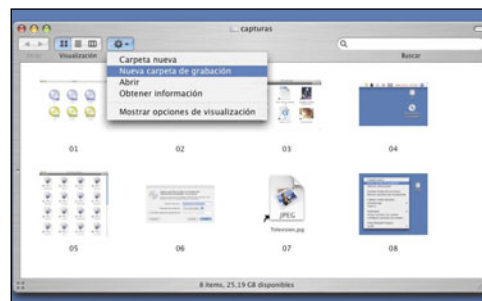 capturas
Visualización
Buscar
Carpeta nueva
Nueva carpeta de grabación
Abrir
Obtener información
Mostrar opciones de visualización
01
02
03
04
JPEG
Television.jpg
05
06
07
08
8 ítems, 25.19 GB disponibles